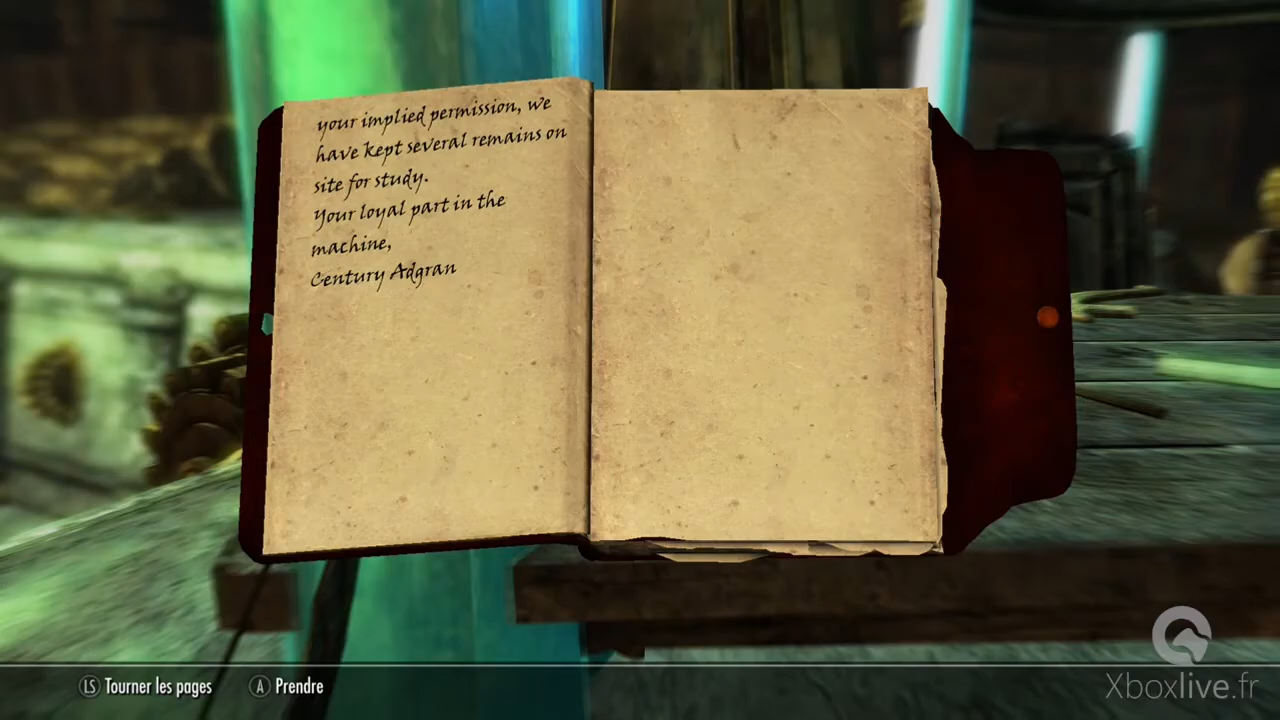 your implied permission, we
have kept several remains on
site for study.
Your loyal part in the
machine,
Century Adgran
LS Tourner les pages A Prendre
Xboxlive.fr